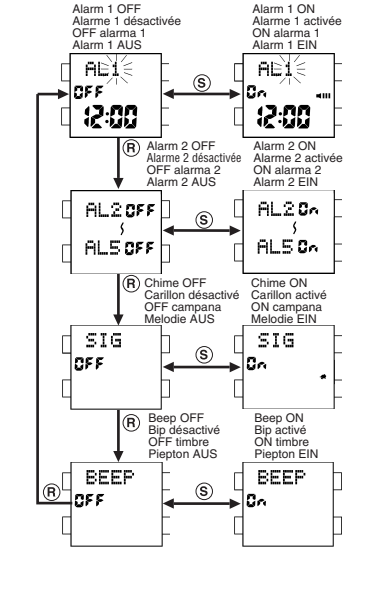 Alarm 1 OFF
Alarme 1 désactivée
OFF alarma 1
Alarm 1 AUS
Alarm 1 ON
Alarme 1 activée
ON alarma 1
Alarm 1 EIN
AL1
OFF
12:00
S
AL1
On
12:00
R
Alarm 2 OFF
Alarme 2 désactivée
OFF alarma 2
Alarm 2 AUS
Alarm 2 ON
Alarme 2 activée
ON alarma 2
Alarm 2 EIN
AL2 OFF
AL5 OFF
S
AL2 On
AL5 On
R
Chime OFF
Carillon désactivé
OFF campana
Melodie AUS
Chime ON
Carillon activé
ON campana
Melodie EIN
SIG
OFF
S
SIG
On
R
Beep OFF
Bip désactivé
OFF timbre
Piepton AUS
Beep ON
Bip activé
ON timbre
Piepton EIN
R
BEEP
OFF
S
BEEP
On